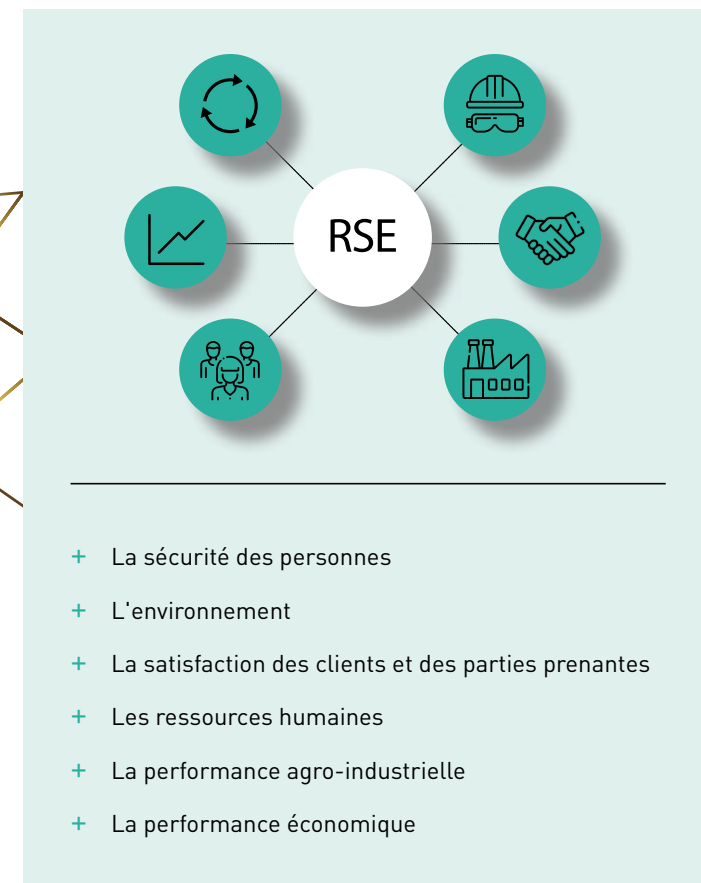 RSE
+ La sécurité des personnes
+ L'environnement
+ La satisfaction des clients et des parties prenantes
+ Les ressources humaines
+ La performance agro-industrielle
+ La performance économique